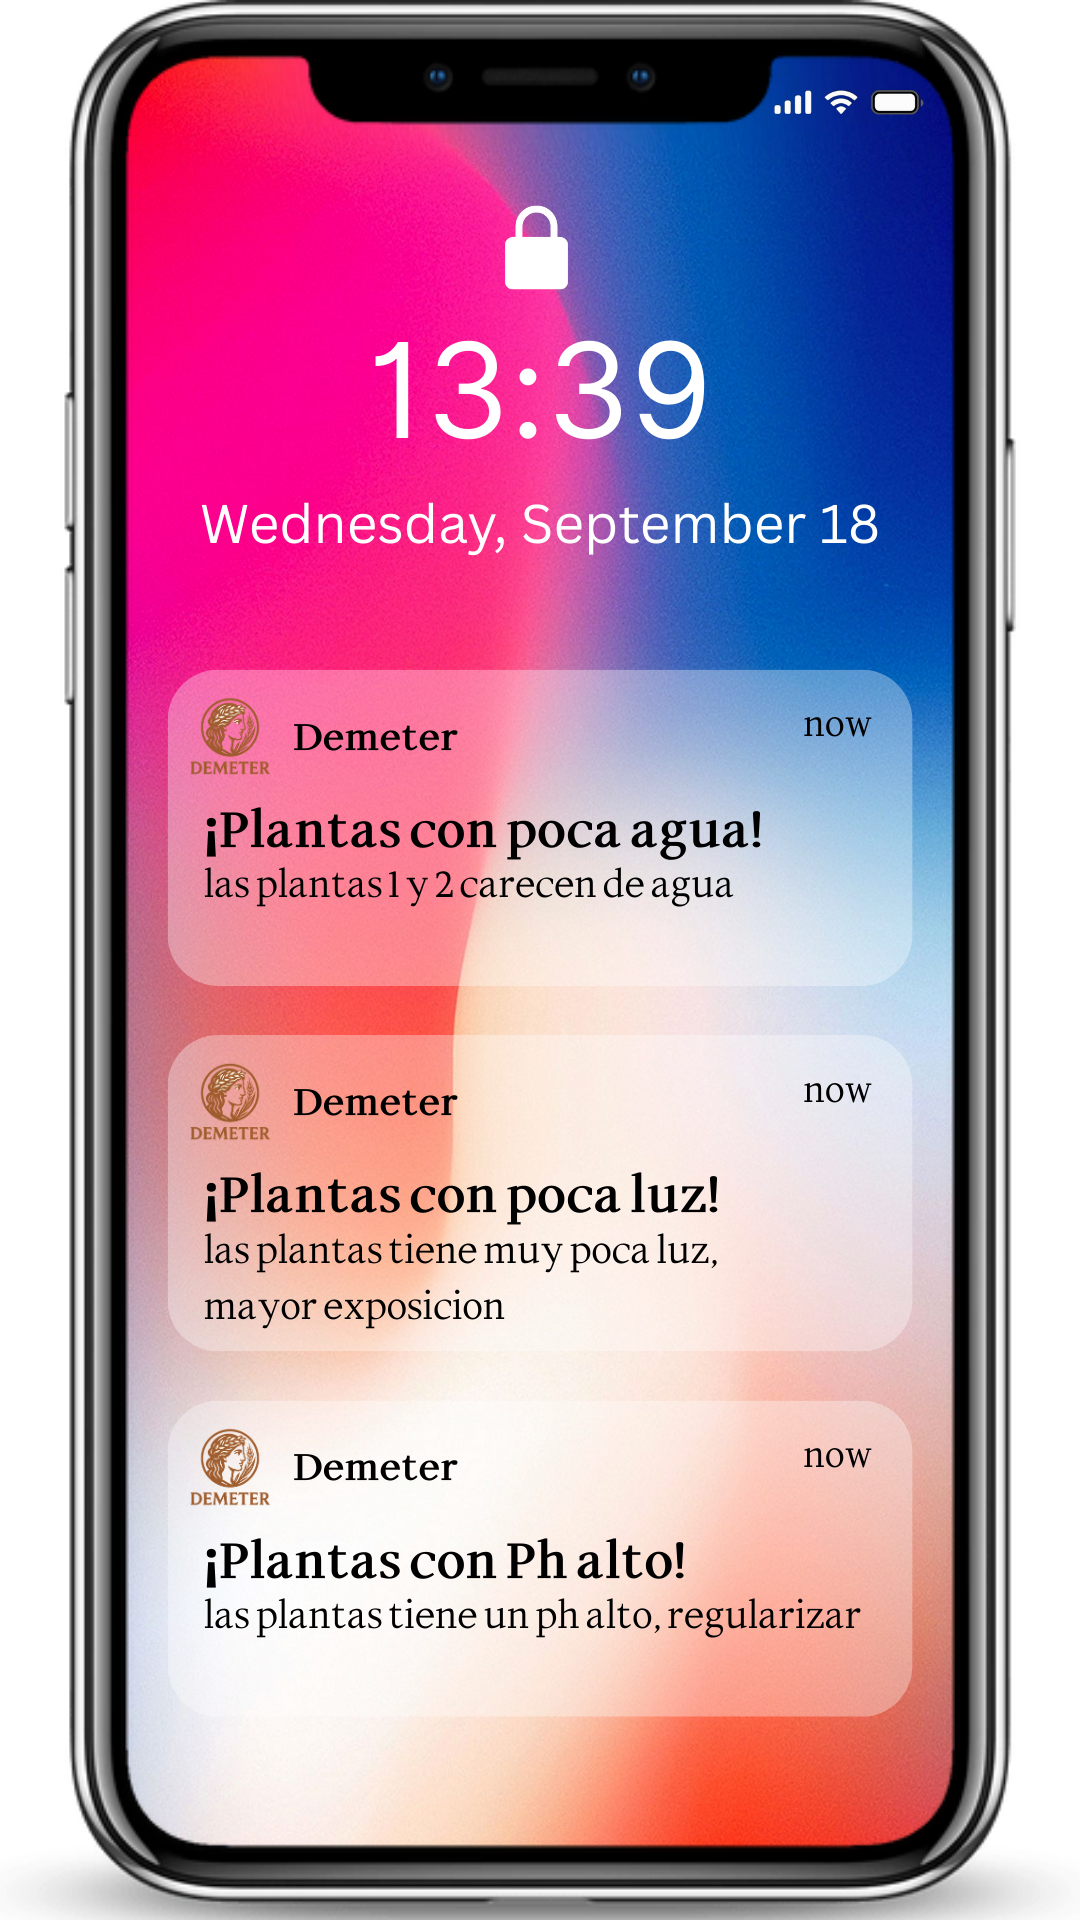 13:39
Wednesday, September 18
DEMETER
Demeter
now
¡Plantas con poca agua!
las plantas 1 y 2 carecen de agua
DEMETER
Demeter
now
¡Plantas con poca luz!
las plantas tiene muy poca luz,
mayor exposicion
DEMETER
Demeter
now
¡Plantas con Ph alto!
las plantas tiene un ph alto, regularizar